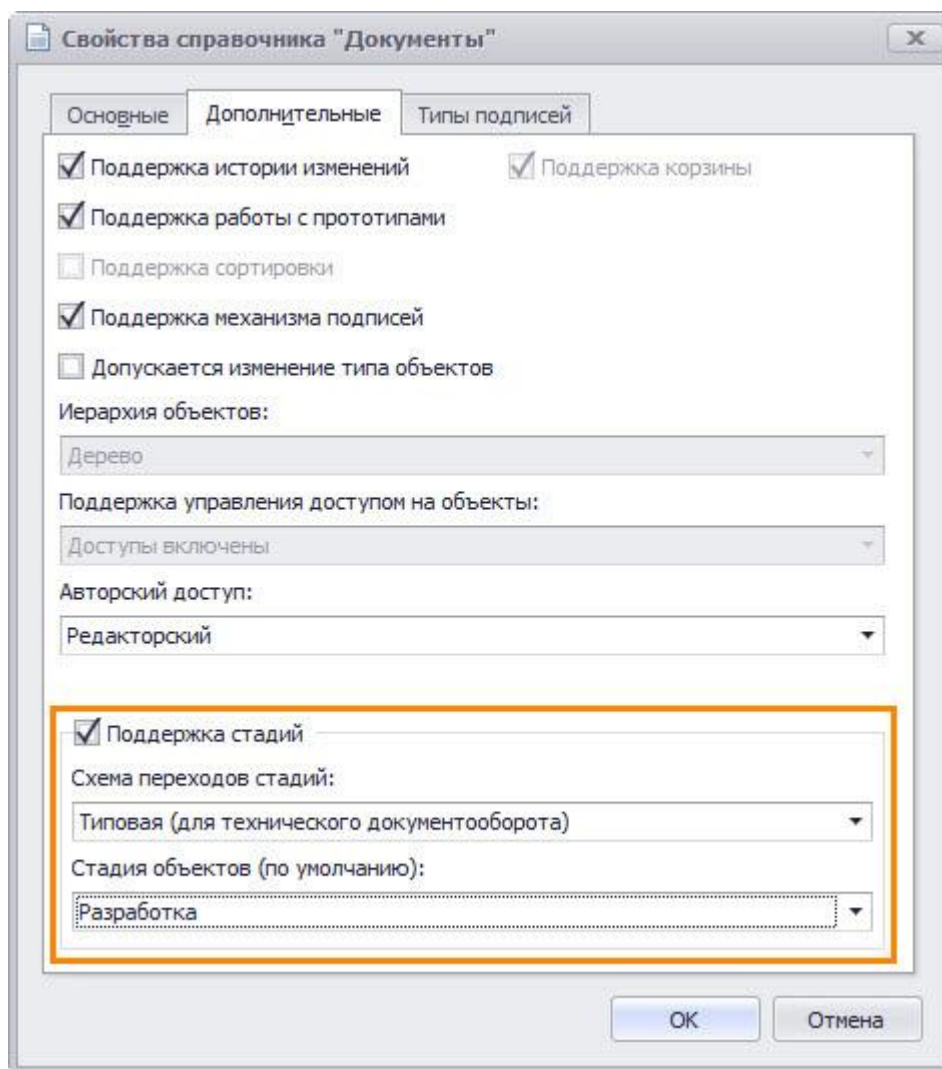 Свойства справочника "Документы"
Основные Дополнительные Типы подписей
Поддержка истории изменений Поддержка корзины
Поддержка работы с прототипами
Поддержка сортировки
Поддержка механизма подписей
Допускается изменение типа объектов
Иерархия объектов:
Дерево
Поддержка управления доступом на объекты:
Доступы включены
Авторский доступ:
Редакторский
Поддержка стадий
Схема переходов стадий:
Типовая (для технического документооборота)
Стадия объектов (по умолчанию):
Разработка
ОК Отмена